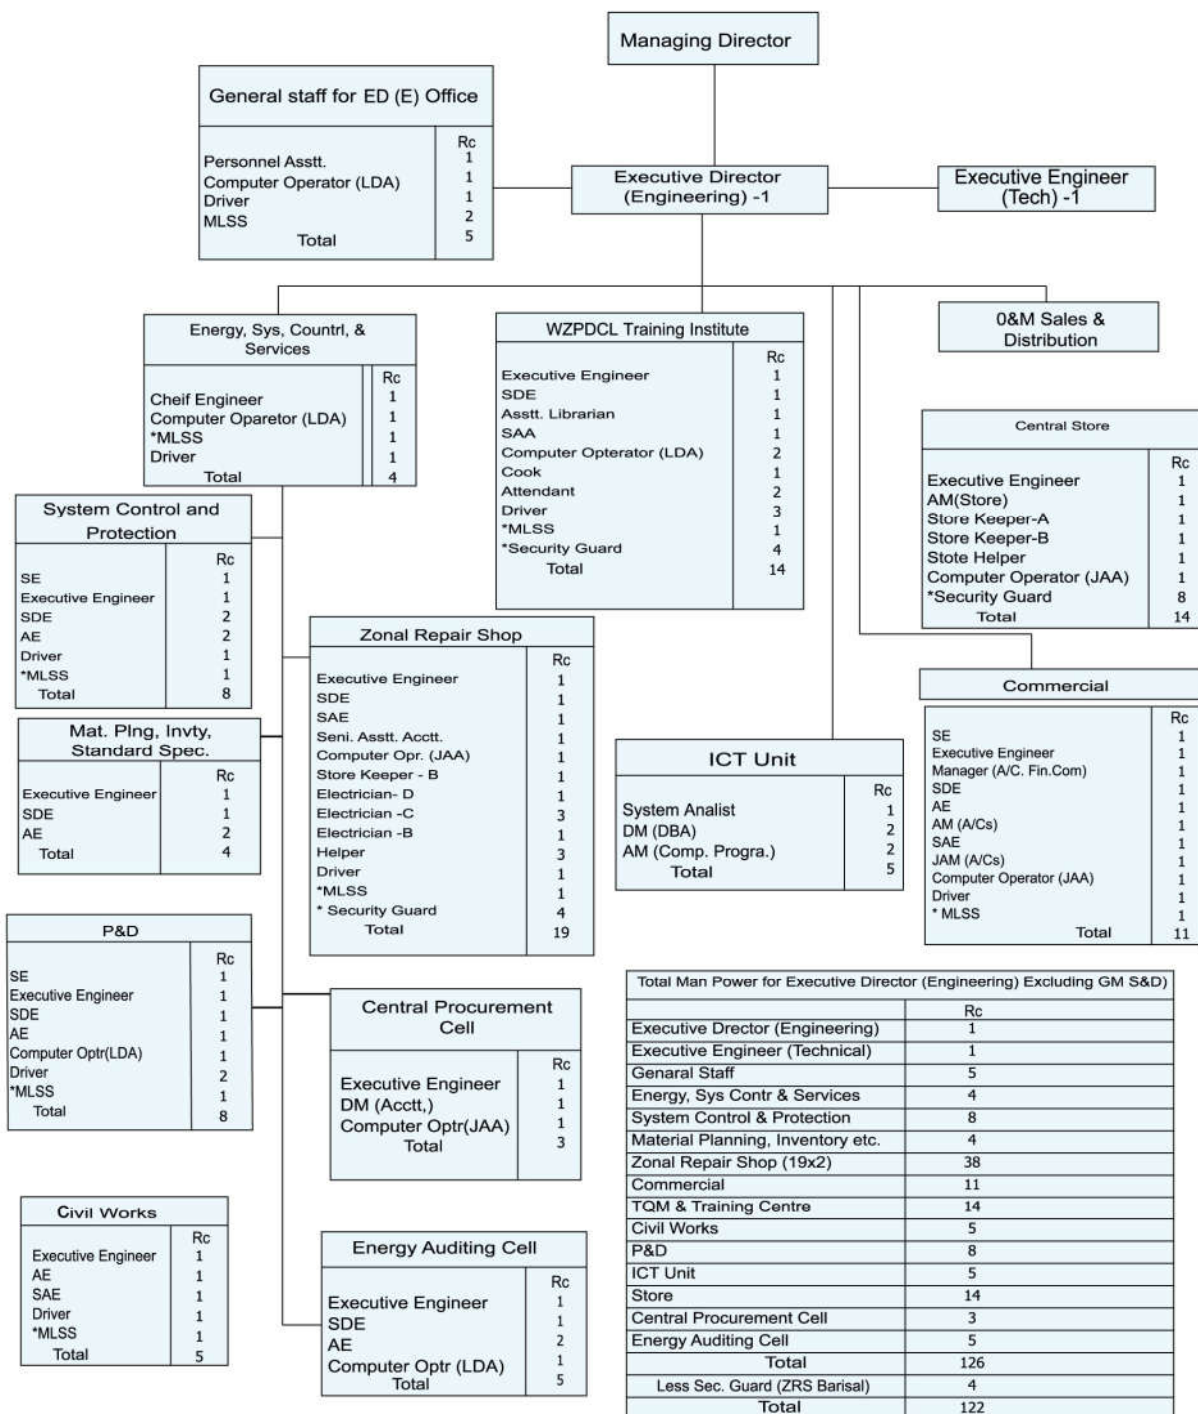 Managing Director
General staff for ED (E) Office
Rc
Personnel Asstt. 1
Computer Operator (LDA) 1
Driver 1
MLSS 2
Total 5
Executive Director
(Engineering) -1
Executive Engineer
(Tech) -1
Energy, Sys, Countrl, &
Services
Rc
Cheif Engineer 1
Computer Oparetor (LDA) 1
*MLSS 1
Driver 1
Total 4
WZPDCL Training Institute
Rc
Executive Engineer 1
SDE 1
Asstt. Librarian 1
SAA 1
Computer Opterator (LDA) 2
Cook 1
Attendant 2
Driver 3
*MLSS 1
*Security Guard 4
Total 14
0&M Sales &
Distribution
Central Store
Rc
Executive Engineer 1
AM(Store) 1
Store Keeper-A 1
Store Keeper-B 1
Stote Helper 1
Computer Operator (JAA) 1
*Security Guard 8
Total 14
System Control and
Protection
Rc
SE 1
Executive Engineer 1
SDE 2
AE 2
Driver 1
*MLSS 1
Total 8
Zonal Repair Shop
Rc
Executive Engineer 1
SDE 1
SAE 1
Seni. Asstt. Acctt. 1
Computer Opr. (JAA) 1
Store Keeper - B 1
Electrician- D 1
Electrician -C 3
Electrician -B 1
Helper 3
Driver 1
*MLSS 1
* Security Guard 4
Total 19
Commercial
Rc
SE 1
Executive Engineer 1
Manager (A/C. Fin.Com) 1
SDE 1
AE 1
AM (A/Cs) 1
SAE 1
JAM (A/Cs) 1
Computer Operator (JAA) 1
Driver 1
* MLSS 1
Total 11
Mat. Plng, Invty,
Standard Spec.
Rc
Executive Engineer 1
SDE 1
AE 2
Total 4
ICT Unit
Rc
System Analist 1
DM (DBA) 2
AM (Comp. Progra.) 2
Total 5
P&D
Rc
SE 1
Executive Engineer 1
SDE 1
AE 1
Computer Optr(LDA) 1
Driver 2
*MLSS 1
Total 8
Central Procurement
Cell
Rc
Executive Engineer 1
DM (Acctt,) 1
Computer Optr(JAA) 1
Total 3
Civil Works
Rc
Executive Engineer 1
AE 1
SAE 1
Driver 1
*MLSS 1
Total 5
Energy Auditing Cell
Rc
Executive Engineer 1
SDE 1
AE 2
Computer Optr (LDA) 1
Total 5
Total Man Power for Executive Director (Engineering) Excluding GM S&D)
Rc
Executive Drector (Engineering) 1
Executive Engineer (Technical) 1
Genaral Staff 5
Energy, Sys Contr & Services 4
System Control & Protection 8
Material Planning, Inventory etc. 4
Zonal Repair Shop (19x2) 38
Commercial 11
TQM & Training Centre 14
Civil Works 5
P&D 8
ICT Unit 5
Store 14
Central Procurement Cell 3
Energy Auditing Cell 5
Total 126
Less Sec. Guard (ZRS Barisal) 4
Total 122